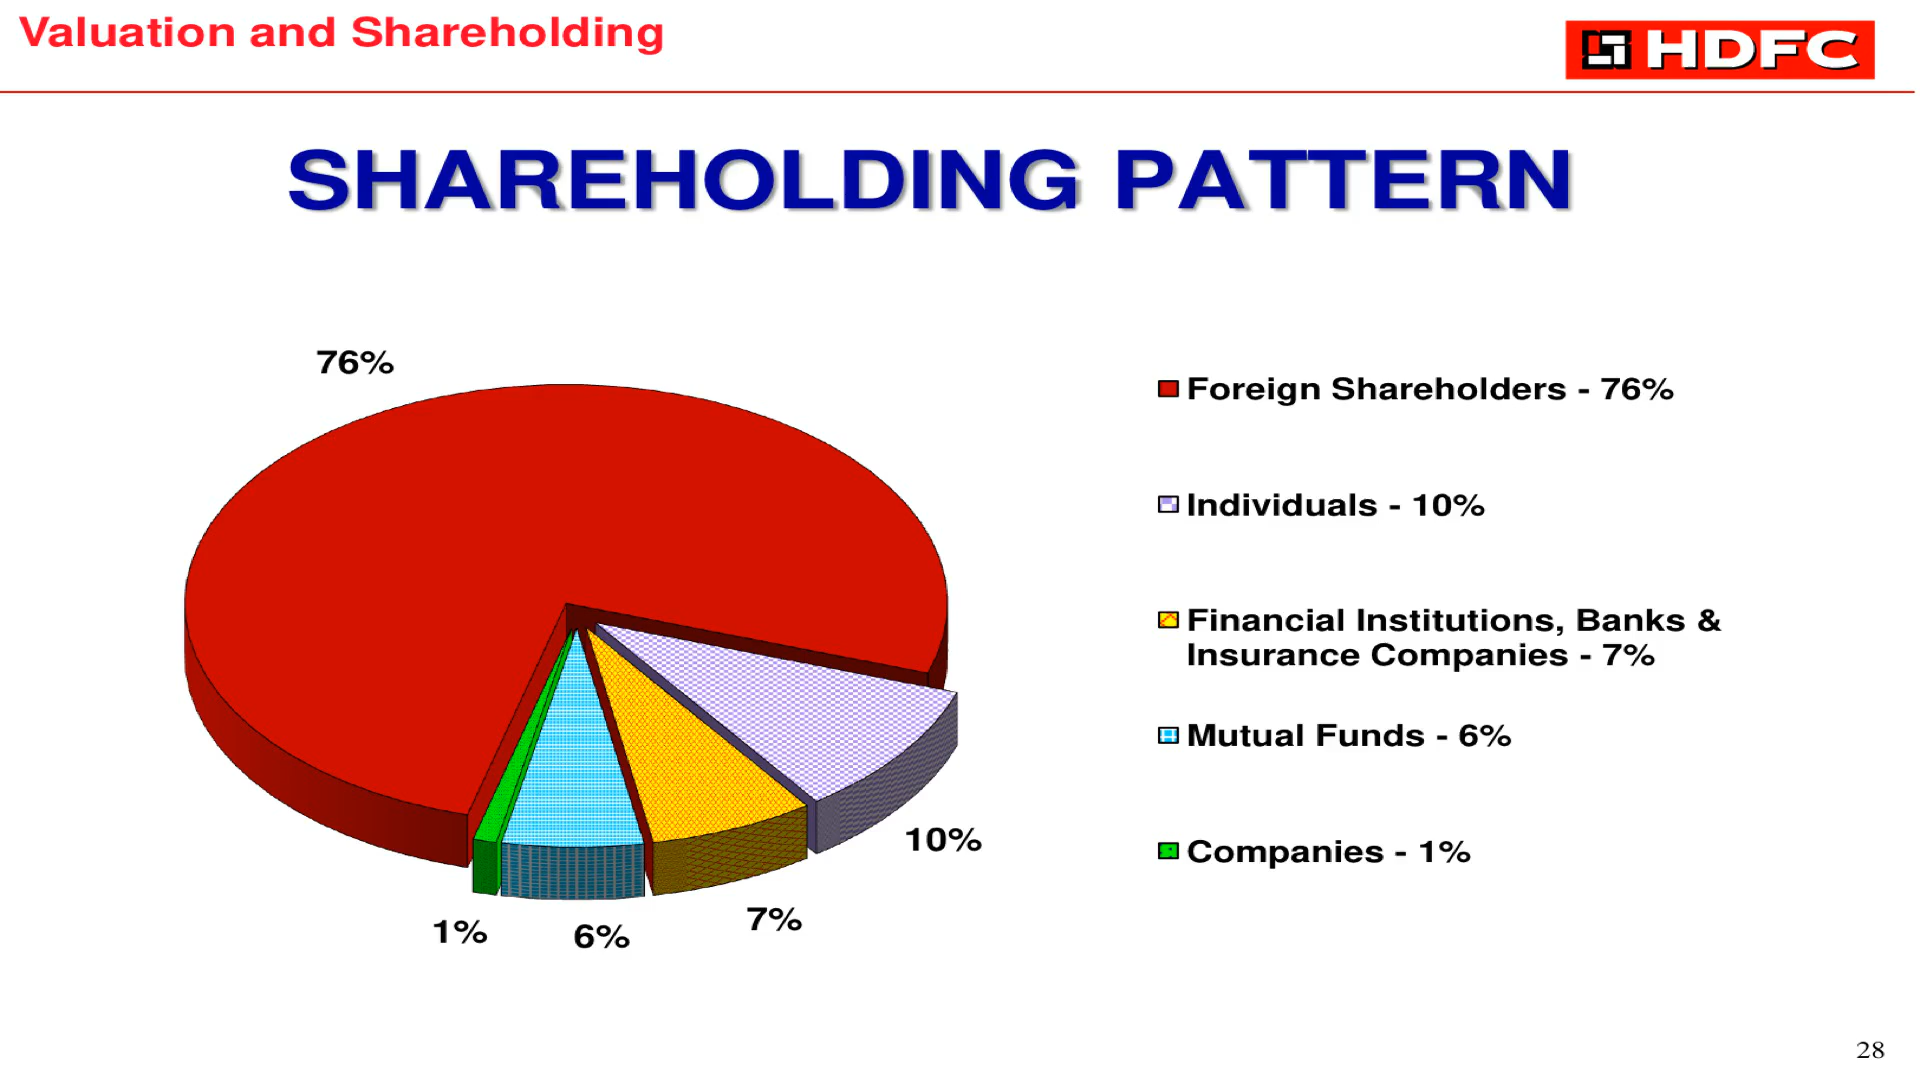 Valuation and Shareholding
HDFC
SHAREHOLDING PATTERN
76%
Foreign Shareholders - 76%
Individuals - 10%
Financial Institutions, Banks &
Insurance Companies - 7%
Mutual Funds - 6%
Companies - 1%
10%
7%
6%
1%
28